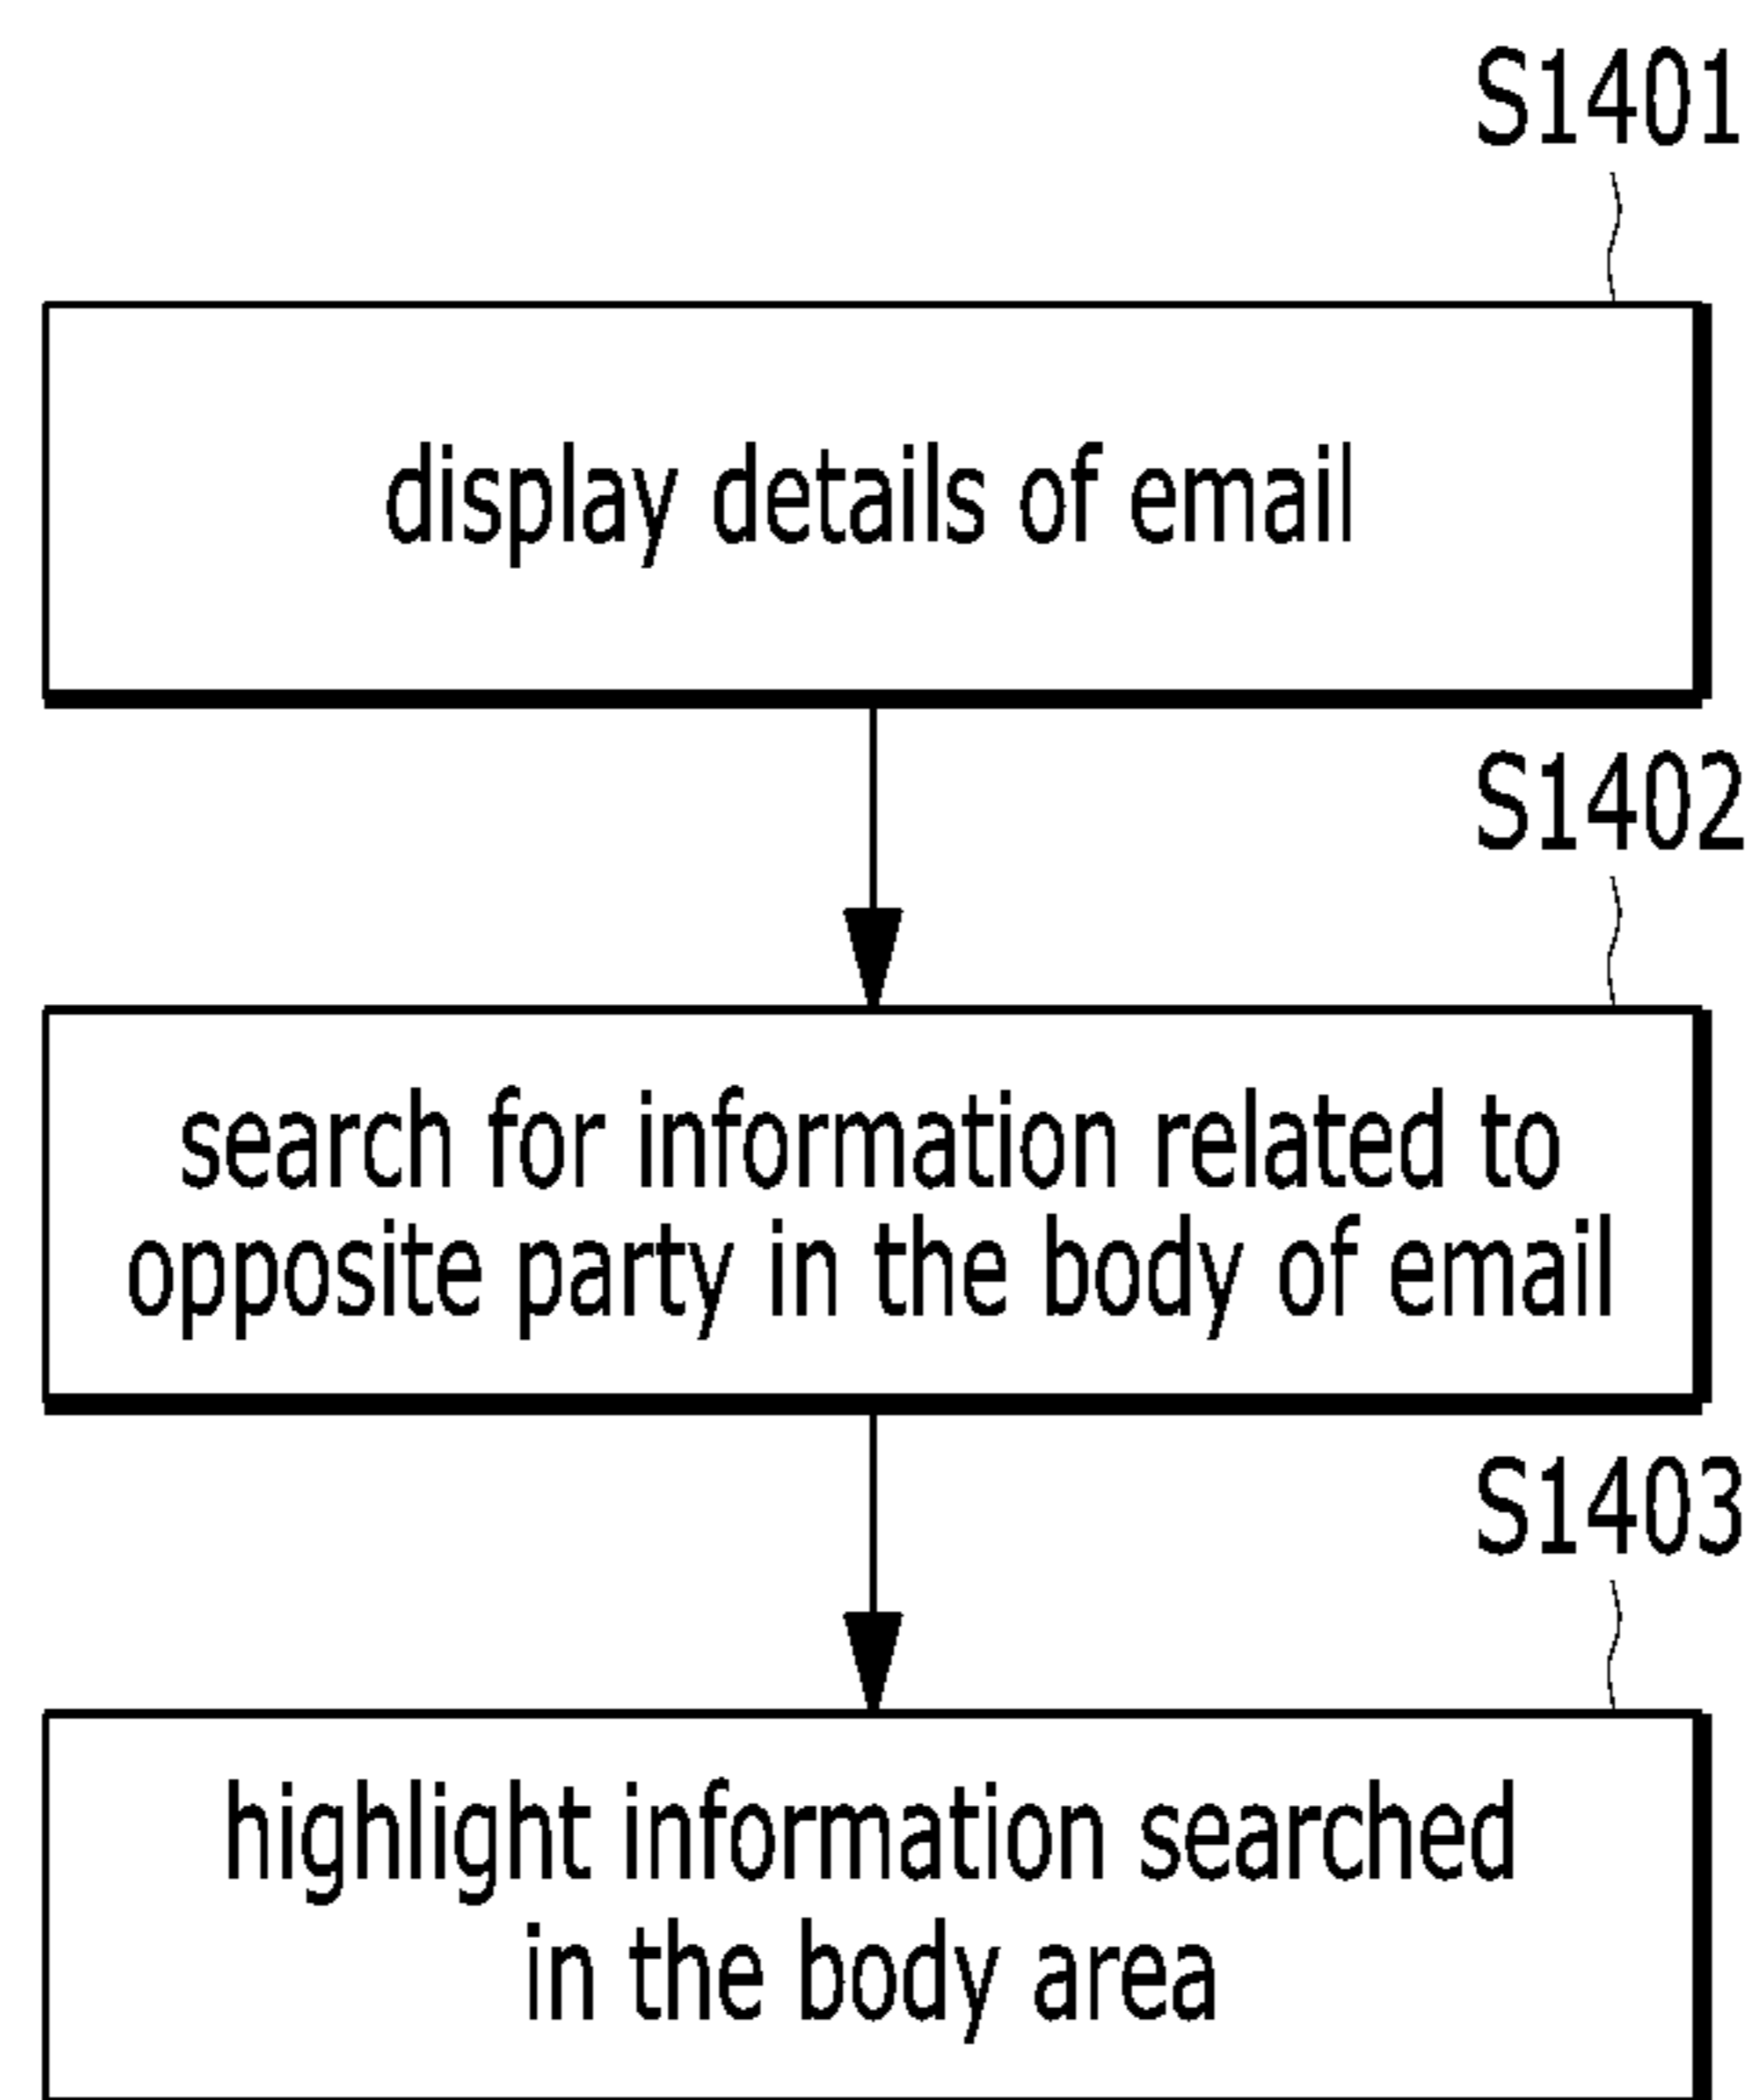 S1401
display details of email
S1402
search for information related to
opposite party in the body of email
S1403
highlight information searched
in the body area